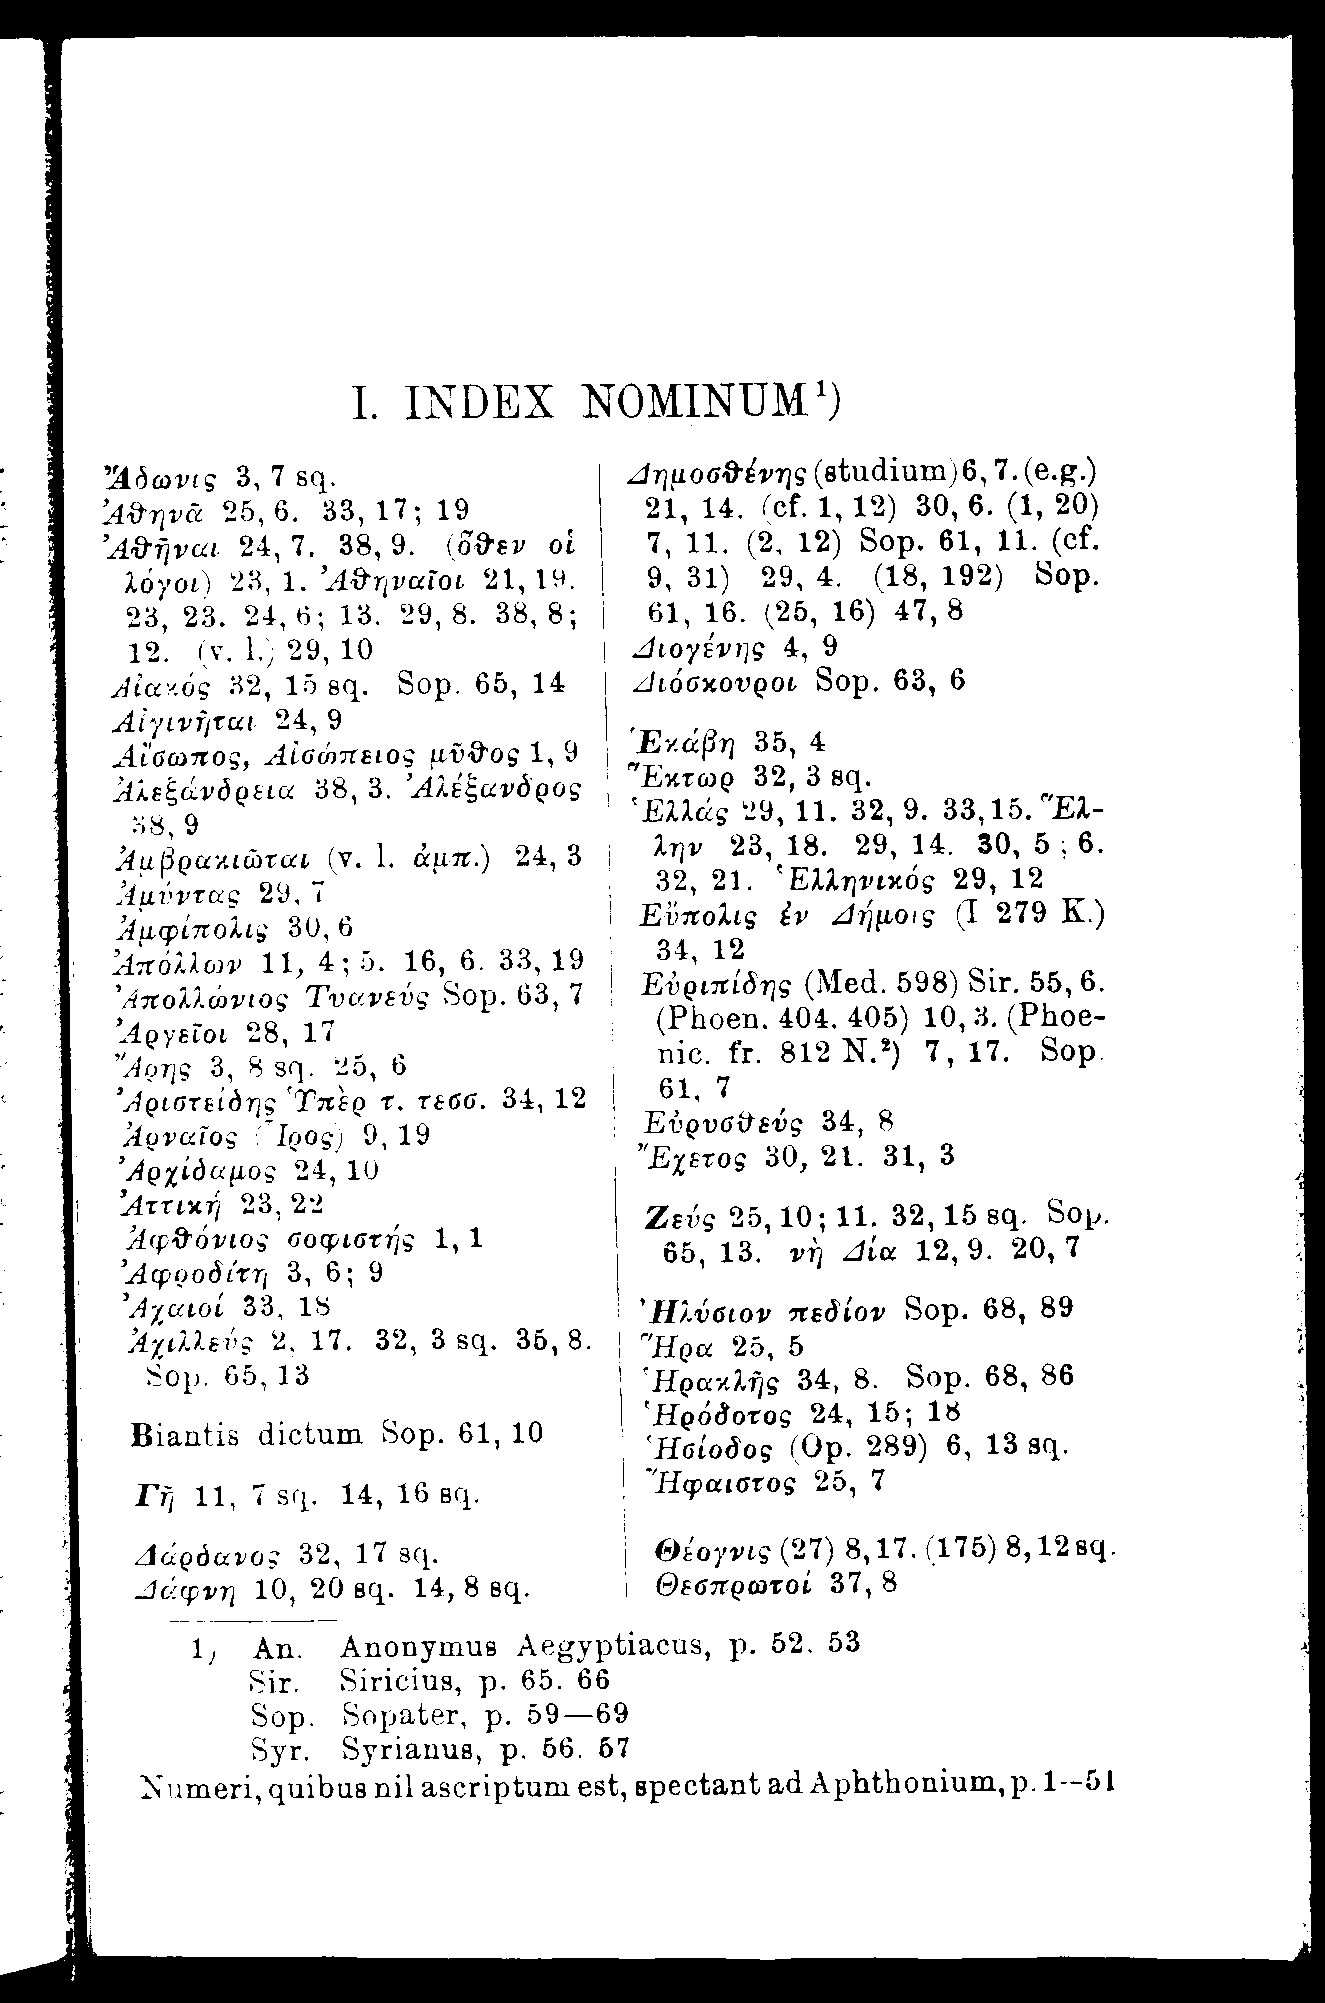 I. INDEX NOMINUM¹)
Ἄδωνις 3, 7 sq.
Ἀθηνᾶ 25, 6. 33, 17; 19
Ἀθῆναι 24, 7. 38, 9. (ὅθεν οἱ
λόγοι) 23, 1. Ἀθηναῖοι 21, 19.
23, 23. 24, 6; 13. 29, 8. 38, 8;
12. (v. l.) 29, 10
Αἰακός 32, 15 sq. Sop. 65, 14
Αἰγινῆται 24, 9
Αἴσωπος, Αἰσώπειος μῦθος 1, 9
Ἀλεξάνδρεια 38, 3. Ἀλέξανδρος
38, 9
Ἀμβρακιῶται (v. l. ἀμπ.) 24, 3
Ἀμύντας 29, 7
Ἀμφίπολις 30, 6
Ἀπόλλων 11, 4; 5. 16, 6. 33, 19
Ἀπολλώνιος Τυανεύς Sop. 63, 7
Ἀργεῖοι 28, 17
Ἄρης 3, 8 sq. 25, 6
Ἀριστείδης Ὑπὲρ τ. τεσσ. 34, 12
Ἀρναῖος (Ἶρος) 9, 19
Ἀρχίδαμος 24, 10
Ἀττική 23, 22
Ἀφθόνιος σοφιστής 1, 1
Ἀφροδίτη 3, 6; 9
Ἀχαιοί 33, 18
Ἀχιλλεύς 2, 17. 32, 3 sq. 35, 8.
Sop. 65, 13
Biantis dictum Sop. 61, 10
Γῆ 11, 7 sq. 14, 16 sq.
Δάρδανος 32, 17 sq.
Δάφνη 10, 20 sq. 14, 8 sq.
Δημοσθένης (studium) 6, 7. (e.g.)
21, 14. (cf. 1, 12) 30, 6. (1, 20)
7, 11. (2, 12) Sop. 61, 11. (cf.
9, 31) 29, 4. (18, 192) Sop.
61, 16. (25, 16) 47, 8
Διογένης 4, 9
Διόσκουροι Sop. 63, 6
Ἑκάβη 35, 4
Ἕκτωρ 32, 3 sq.
Ἑλλάς 29, 11. 32, 9. 33, 15. Ἕλ-
λην 23, 18. 29, 14. 30, 5; 6.
32, 21. Ἑλληνικός 29, 12
Εὔπολις ἐν Δήμοις (I 279 K.)
34, 12
Εὐριπίδης (Med. 598) Sir. 55, 6.
(Phoen. 404. 405) 10, 3. (Phoe-
nic. fr. 812 N.²) 7, 17. Sop.
61, 7
Εὐρυσθεύς 34, 8
Ἔχετος 30, 21. 31, 3
Ζεύς 25, 10; 11. 32, 15 sq. Sop.
65, 13. νὴ Δία 12, 9. 20, 7
Ἠλύσιον πεδίον Sop. 68, 89
Ἥρα 25, 5
Ἡρακλῆς 34, 8. Sop. 68, 86
Ἡρόδοτος 24, 15; 18
Ἡσίοδος (Op. 289) 6, 13 sq.
Ἥφαιστος 25, 7
Θέογνις (27) 8, 17. (175) 8, 12 sq.
Θεσπρωτοί 37, 8
1) An. Anonymus Aegyptiacus, p. 52. 53
Sir. Siricius, p. 65. 66
Sop. Sopater, p. 59—69
Syr. Syrianus, p. 56. 57
Numeri, quibus nil ascriptum est, spectant ad Aphthonium, p. 1—51